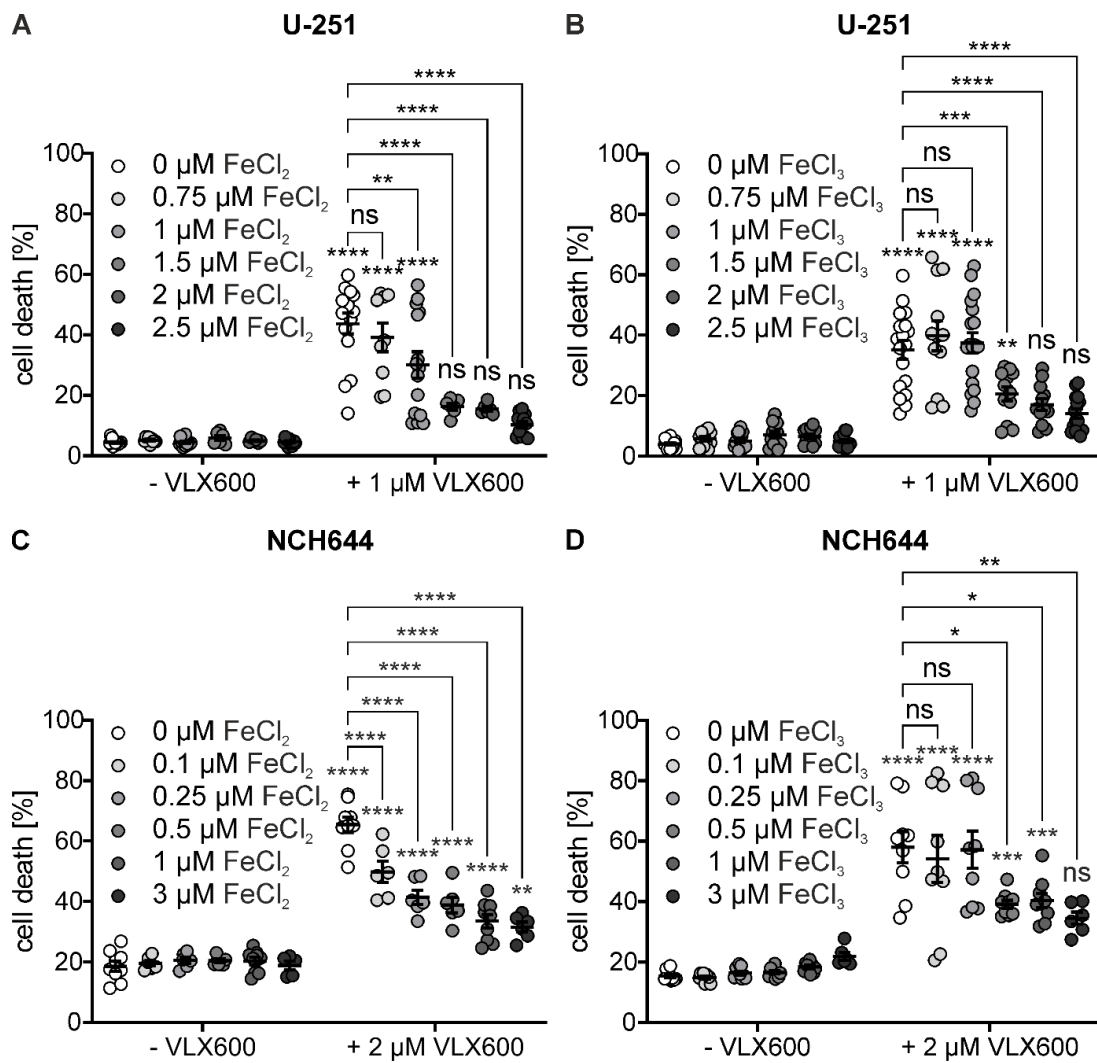 A
U-251
****
****
****
**
ns
****
****
****
ns
ns
ns
100
80
60
40
20
0
cell death [%]
0 µM FeCl₂
0.75 µM FeCl₂
1 µM FeCl₂
1.5 µM FeCl₂
2 µM FeCl₂
2.5 µM FeCl₂
- VLX600
+ 1 µM VLX600
B
U-251
****
****
***
ns
ns
****
****
****
**
ns
ns
100
80
60
40
20
0
cell death [%]
0 µM FeCl₃
0.75 µM FeCl₃
1 µM FeCl₃
1.5 µM FeCl₃
2 µM FeCl₃
2.5 µM FeCl₃
- VLX600
+ 1 µM VLX600
C
NCH644
****
****
****
****
****
****
****
****
****
****
**
100
80
60
40
20
0
cell death [%]
0 µM FeCl₂
0.1 µM FeCl₂
0.25 µM FeCl₂
0.5 µM FeCl₂
1 µM FeCl₂
3 µM FeCl₂
- VLX600
+ 2 µM VLX600
D
NCH644
**
*
*
ns
ns
****
****
****
***
***
ns
100
80
60
40
20
0
cell death [%]
0 µM FeCl₃
0.1 µM FeCl₃
0.25 µM FeCl₃
0.5 µM FeCl₃
1 µM FeCl₃
3 µM FeCl₃
- VLX600
+ 2 µM VLX600